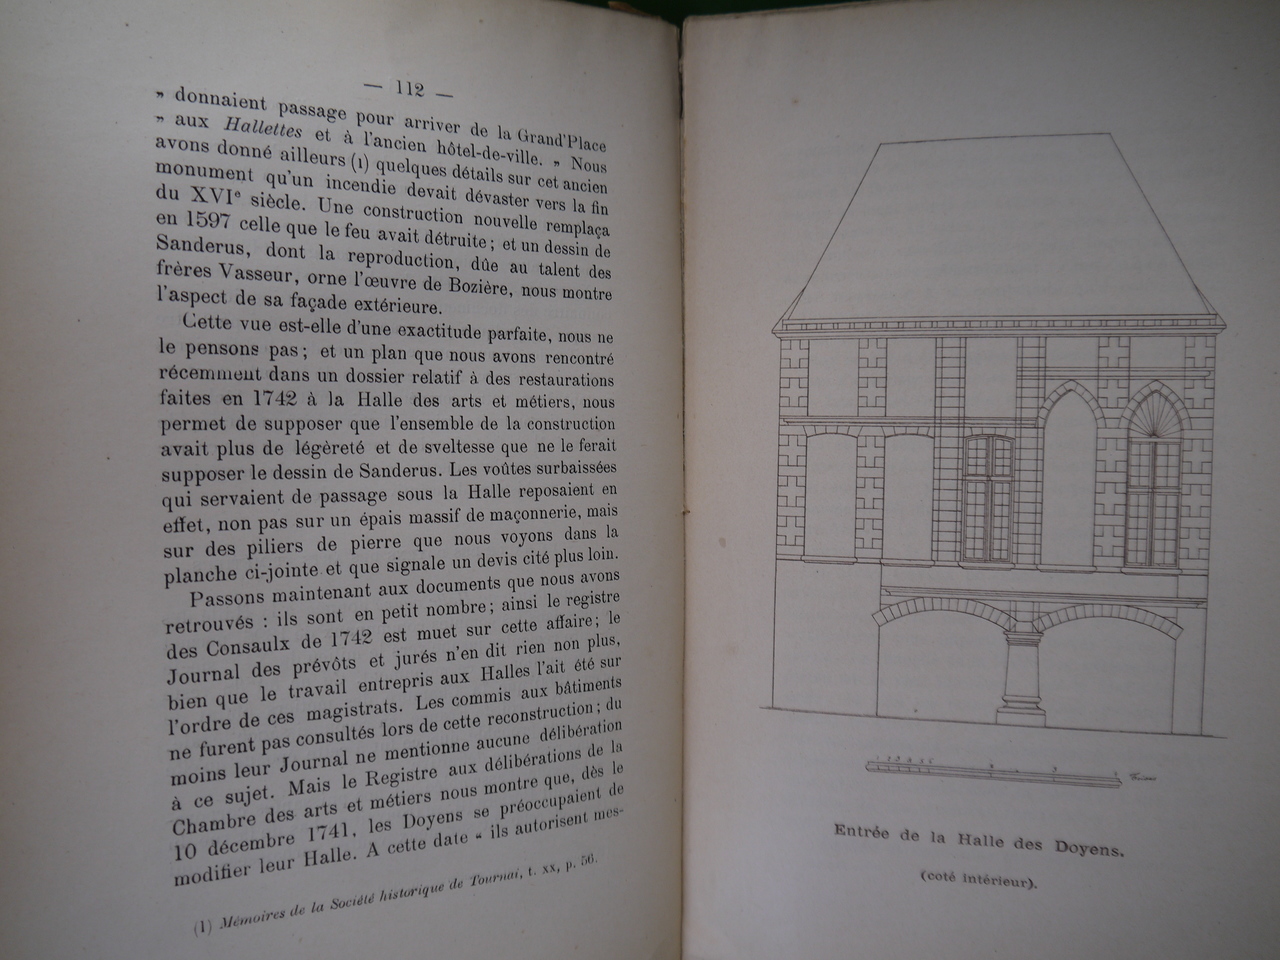 — 112 —
„ donnaient passage pour arriver de la Grand'Place
„ aux Hallettes et à l'ancien hôtel-de-ville. „ Nous
avons donné ailleurs (1) quelques détails sur cet ancien
monument qu'un incendie devait dévaster vers la fin
du XVIe siècle. Une construction nouvelle remplaça
en 1597 celle que le feu avait détruite ; et un dessin de
Sanderus, dont la reproduction, dûe au talent des
frères Vasseur, orne l'œuvre de Bozière, nous montre
l'aspect de sa façade extérieure.
Cette vue est-elle d'une exactitude parfaite, nous ne
le pensons pas ; et un plan que nous avons rencontré
récemment dans un dossier relatif à des restaurations
faites en 1742 à la Halle des arts et métiers, nous
permet de supposer que l'ensemble de la construction
avait plus de légèreté et de sveltesse que ne le ferait
supposer le dessin de Sanderus. Les voûtes surbaissées
qui servaient de passage sous la Halle reposaient en
effet, non pas sur un épais massif de maçonnerie, mais
sur des piliers de pierre que nous voyons dans la
planche ci-jointe et que signale un devis cité plus loin.
Passons maintenant aux documents que nous avons
retrouvés : ils sont en petit nombre ; ainsi le registre
des Consaulx de 1742 est muet sur cette affaire ; le
Journal des prévôts et jurés n'en dit rien non plus,
bien que le travail entrepris aux Halles l'ait été sur
l'ordre de ces magistrats. Les commis aux bâtiments
ne furent pas consultés lors de cette reconstruction ; du
moins leur Journal ne mentionne aucune délibération
à ce sujet. Mais le Registre aux délibérations de la
Chambre des arts et métiers nous montre que, dès le
10 décembre 1741, les Doyens se préoccupaient de
modifier leur Halle. A cette date “ ils autorisent mes-
(1) Mémoires de la Société historique de Tournai, t. xx, p. 56.
Entrée de la Halle des Doyens.
(coté intérieur).